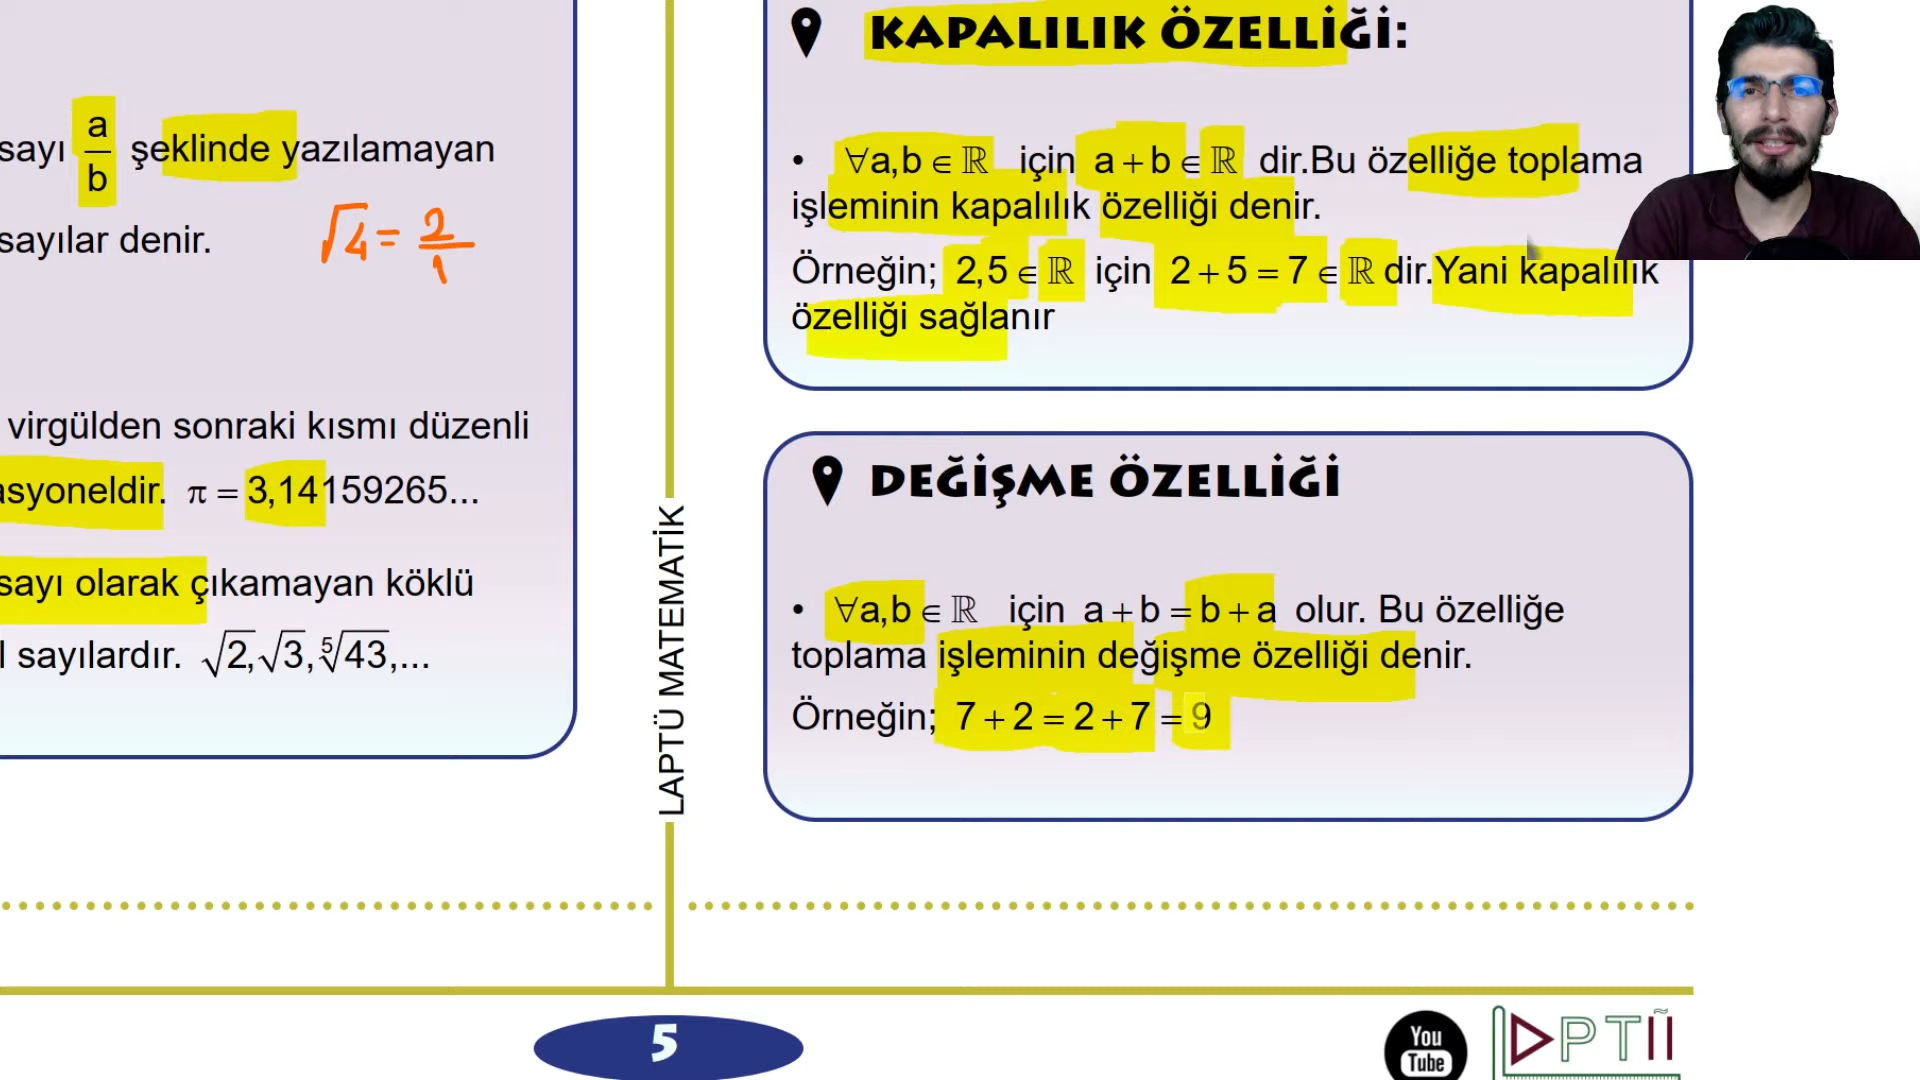 sayı a/b şeklinde yazılamayan
sayılar denir.
√4 = 2/1
virgülden sonraki kısmı düzenli
asyoneldir. π = 3,14159265...
sayı olarak çıkamayan köklü
l sayılardır. √2,√3,⁵√43,...
LAPTÜ MATEMATİK
KAPALILIK ÖZELLİĞİ:
• ∀a,b ∈ ℝ için a + b ∈ ℝ dir.Bu özelliğe toplama
işleminin kapalılık özelliği denir.
Örneğin; 2,5 ∈ ℝ için 2 + 5 = 7 ∈ ℝ dir.Yani kapalılık
özelliği sağlanır
DEĞİŞME ÖZELLİĞİ
• ∀a,b ∈ ℝ için a + b = b + a olur. Bu özelliğe
toplama işleminin değişme özelliği denir.
Örneğin; 7 + 2 = 2 + 7 = 9
5
You
Tube